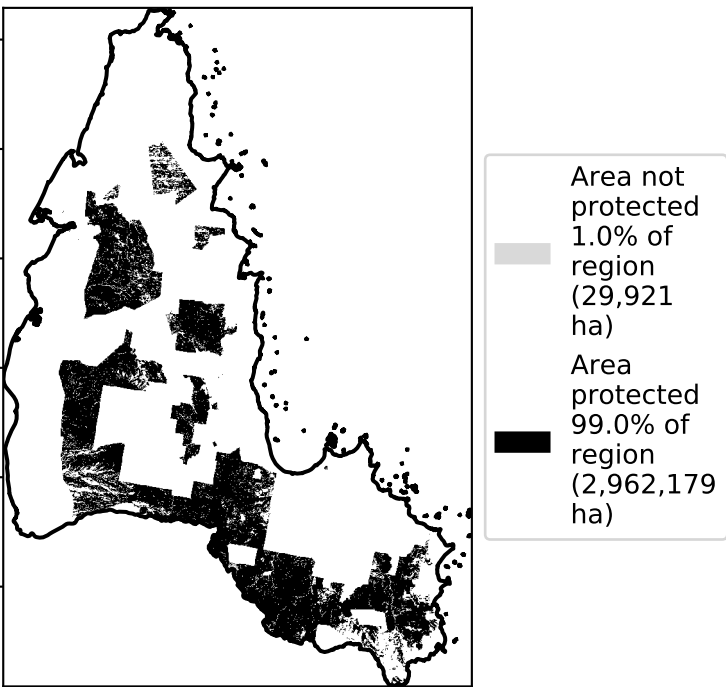 Area not
protected
1.0% of
region
(29,921
ha)
Area
protected
99.0% of
region
(2,962,179
ha)